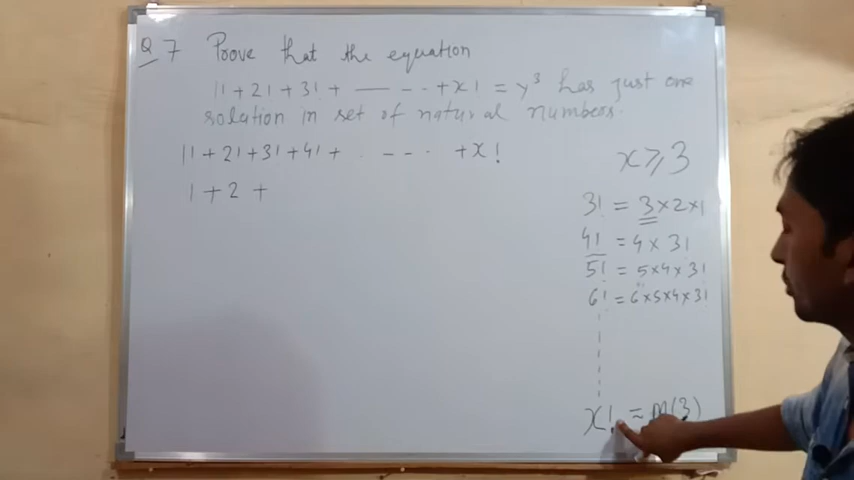 Q 7 Prove that the equation
1! + 2! + 3! + — — - - + x! = y³ has just one
solution in set of natural numbers.
1! + 2! + 3! + 4! + - - - - + x!
1 + 2 +
x ⩾ 3
3! = 3×2×1
4! = 4 × 3!
5! = 5×4×3!
6! = 6×5×4×3!
x! = M(3)